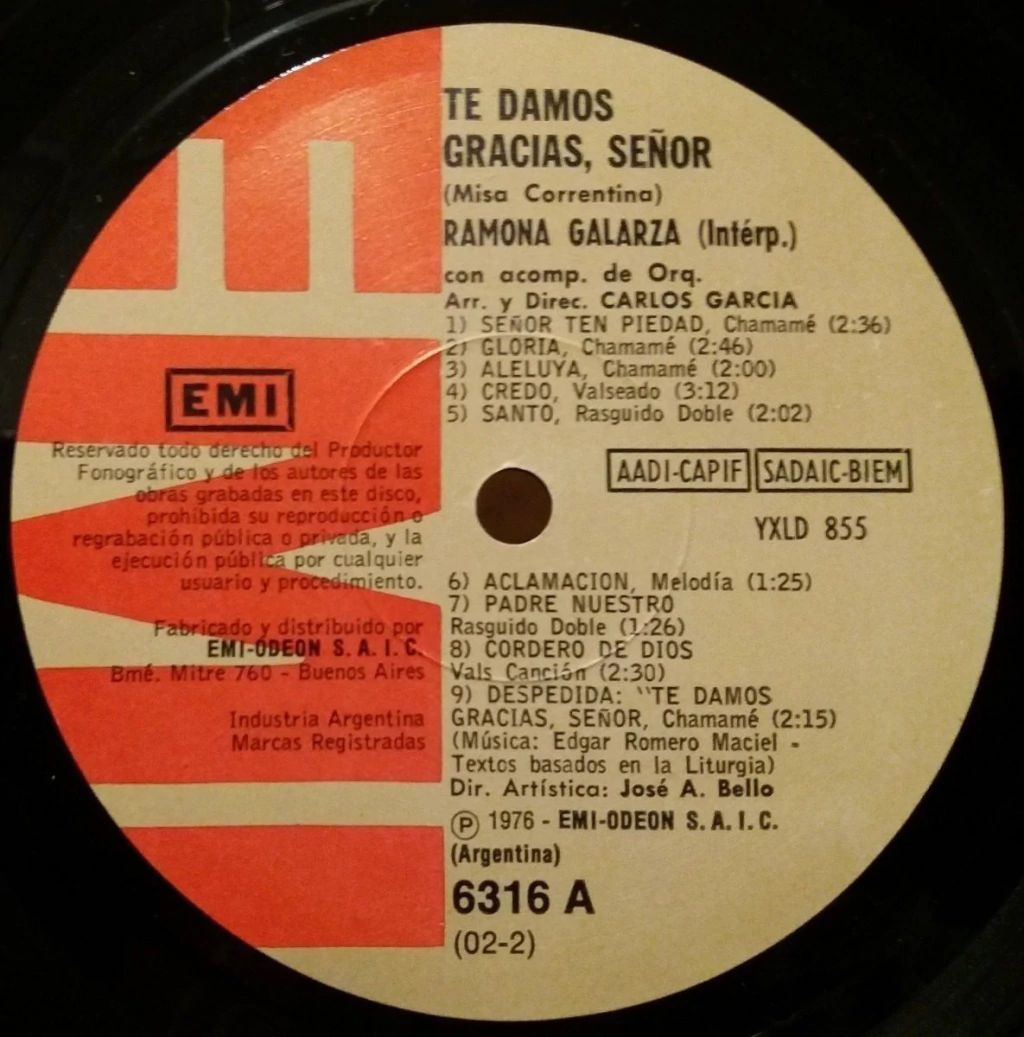 TE DAMOS
GRACIAS, SEÑOR
(Misa Correntina)
RAMONA GALARZA (Intérp.)
con acomp. de Orq.
Arr. y Direc. CARLOS GARCIA
1) SEÑOR TEN PIEDAD, Chamamé (2:36)
2) GLORIA, Chamamé (2:46)
3) ALELUYA, Chamamé (2:00)
4) CREDO, Valseado (3:12)
5) SANTO, Rasguido Doble (2:02)
EMI
Reservado todo derecho del Productor
Fonográfico y de los autores de las
obras grabadas en este disco,
prohibida su reproducción o
regrabación pública o privada, y la
ejecución pública por cualquier
usuario y procedimiento.
Fabricado y distribuido por
EMI-ODEON S. A. I. C.
Bmé. Mitre 760 - Buenos Aires
Industria Argentina
Marcas Registradas
AADI-CAPIF SADAIC-BIEM
YXLD 855
6) ACLAMACION, Melodía (1:25)
7) PADRE NUESTRO
Rasguido Doble (1:26)
8) CORDERO DE DIOS
Vals Canción (2:30)
9) DESPEDIDA: "TE DAMOS
GRACIAS, SEÑOR, Chamamé (2:15)
(Música: Edgar Romero Maciel -
Textos basados en la Liturgia)
Dir. Artística: José A. Bello
Ⓟ 1976 - EMI-ODEON S. A. I. C.
(Argentina)
6316 A
(02-2)
EMI